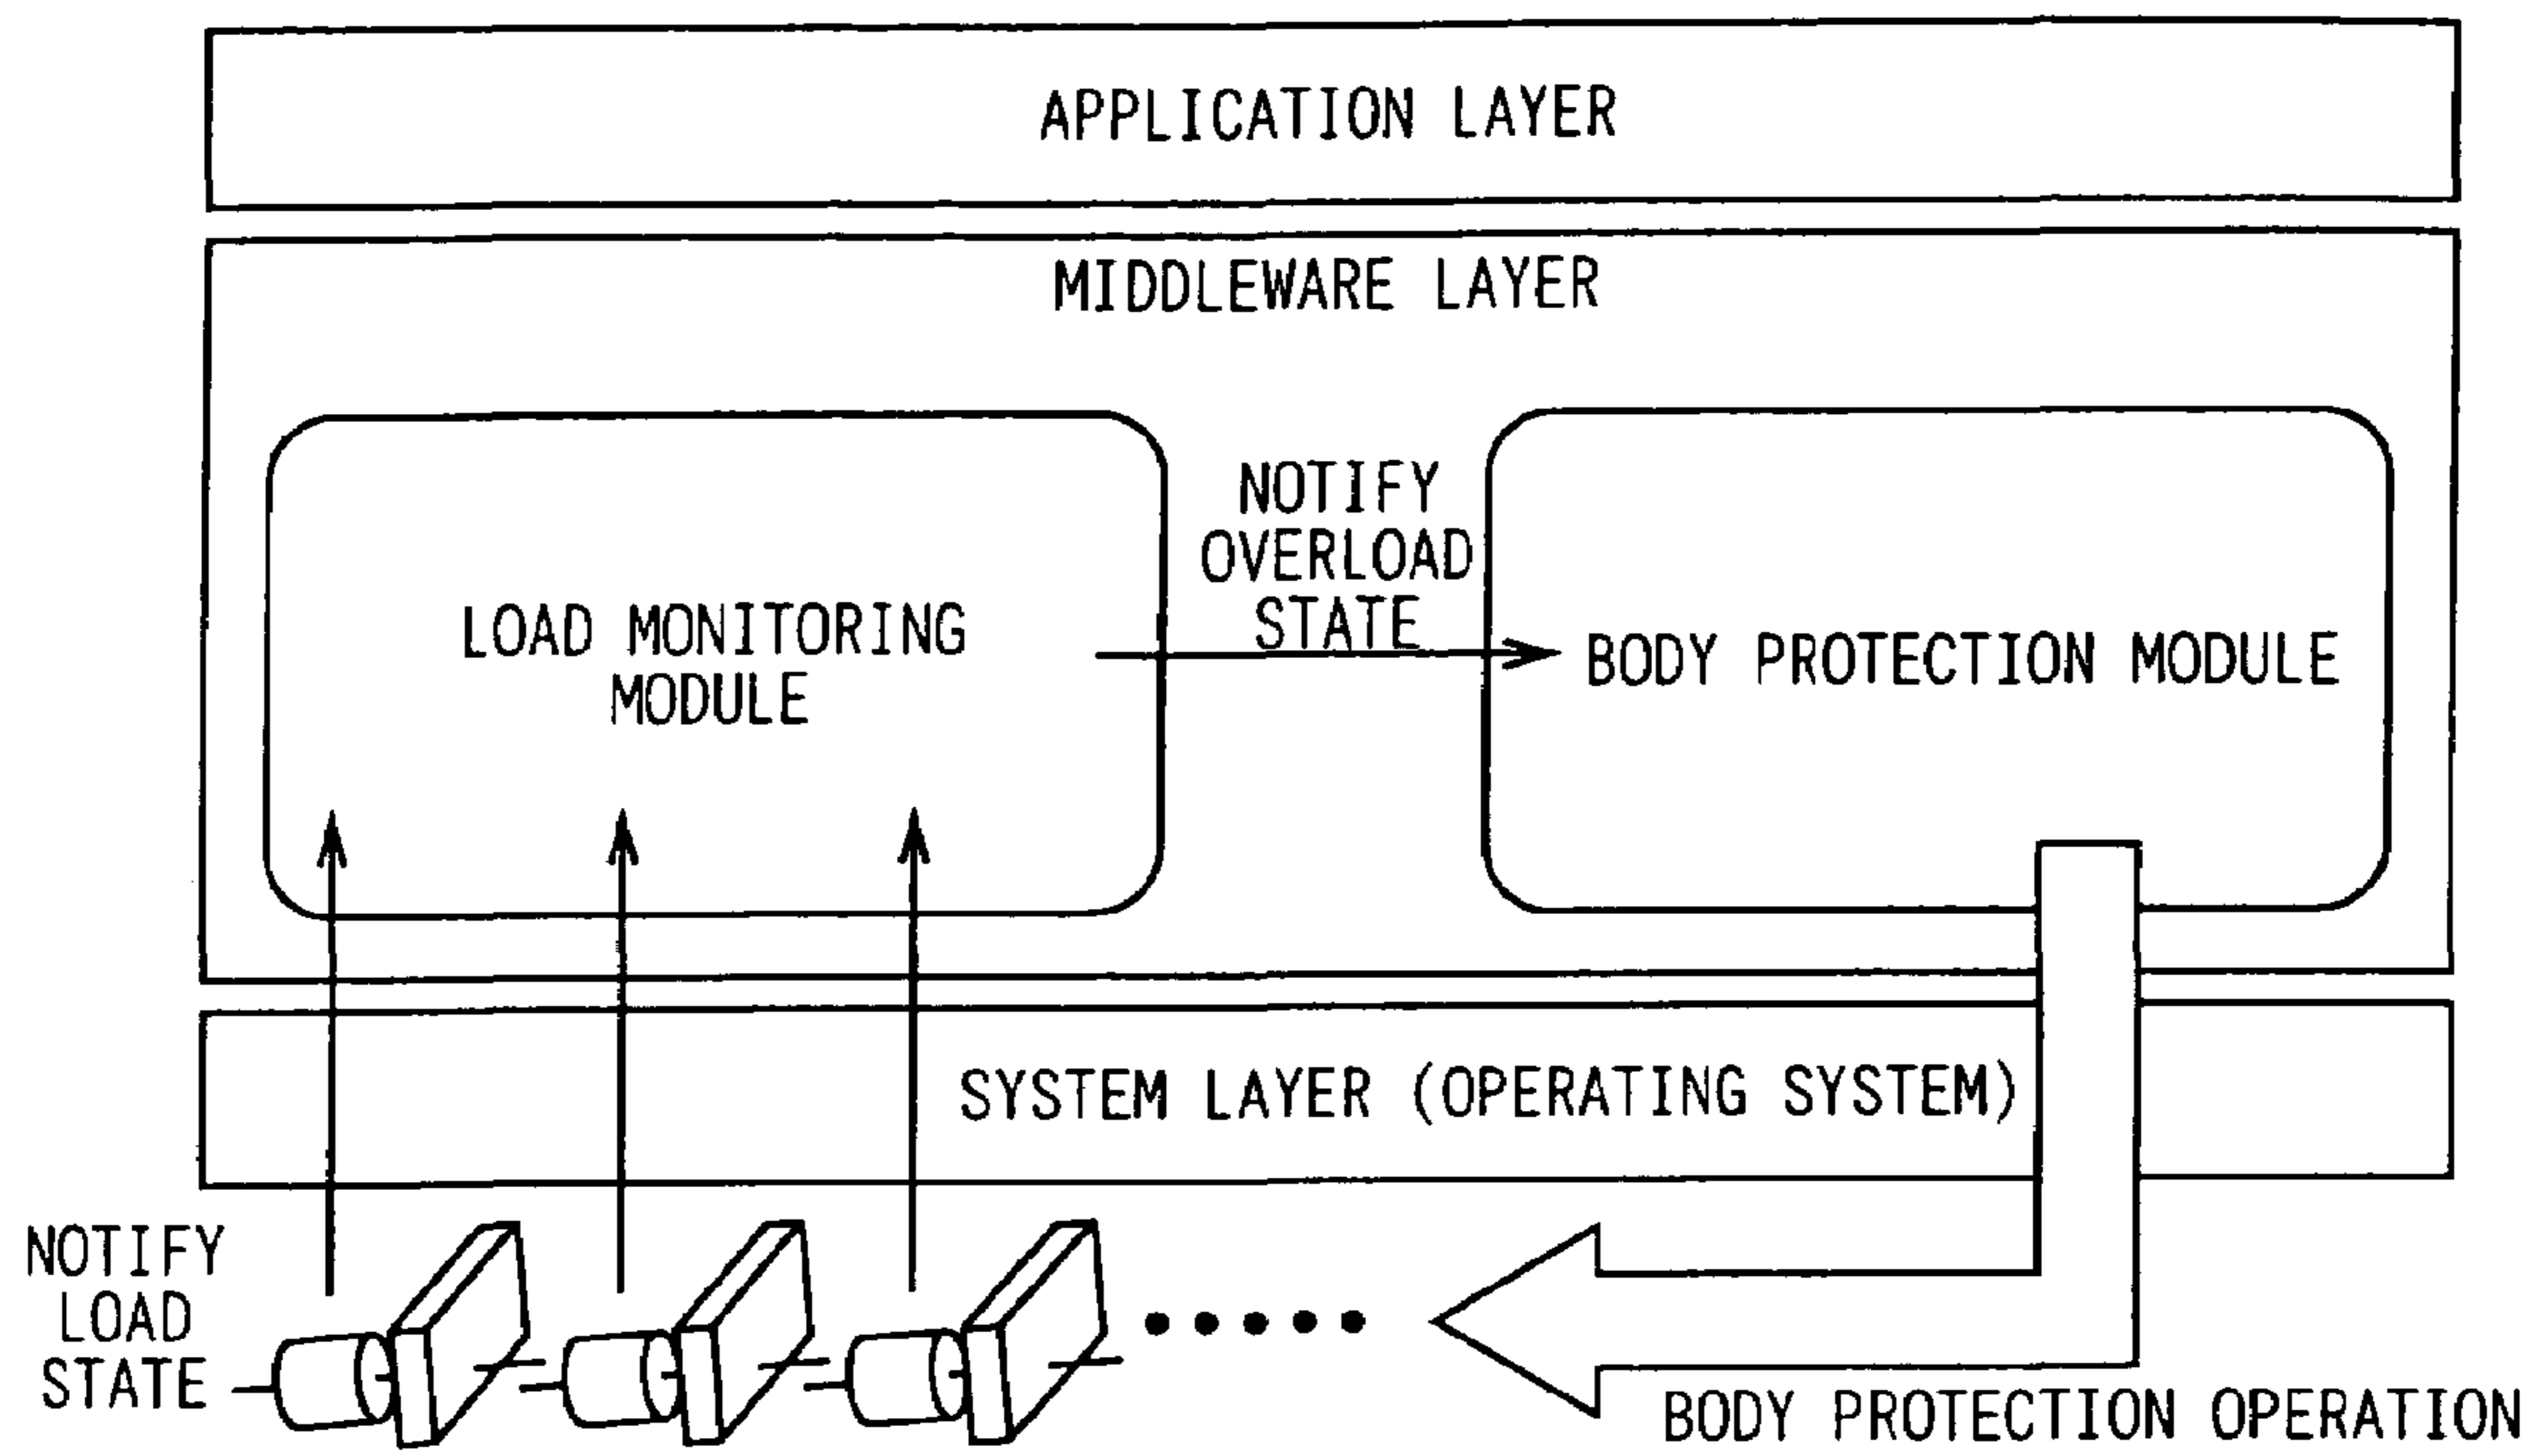 APPLICATION LAYER
MIDDLEWARE LAYER
NOTIFY
OVERLOAD
STATE
LOAD MONITORING
MODULE
BODY PROTECTION MODULE
SYSTEM LAYER (OPERATING SYSTEM)
NOTIFY
LOAD
STATE
BODY PROTECTION OPERATION